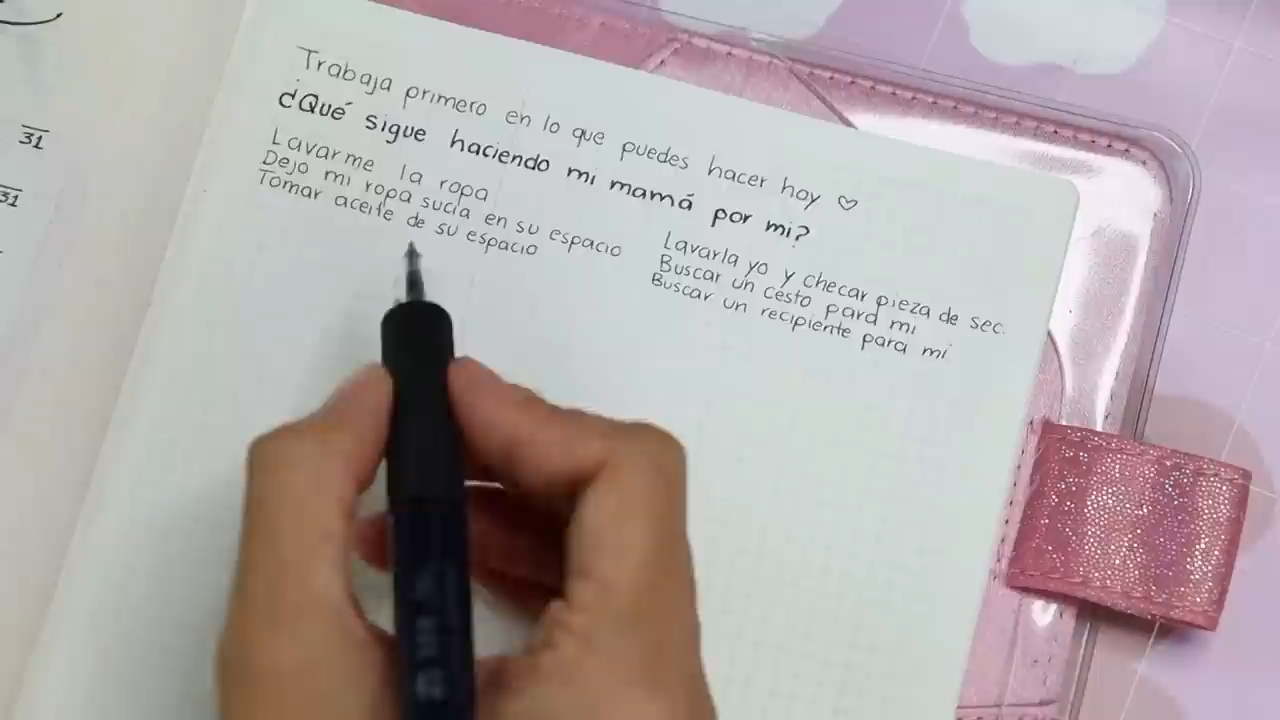 31
31
Trabaja primero en lo que puedes hacer hoy ♡
¿Qué sigue haciendo mi mamá por mi?
Lavarme la ropa
Dejo mi ropa sucia en su espacio
Tomar aceite de su espacio
Lavarla yo y checar pieza de sec.
Buscar un cesto para mi
Buscar un recipiente para mi